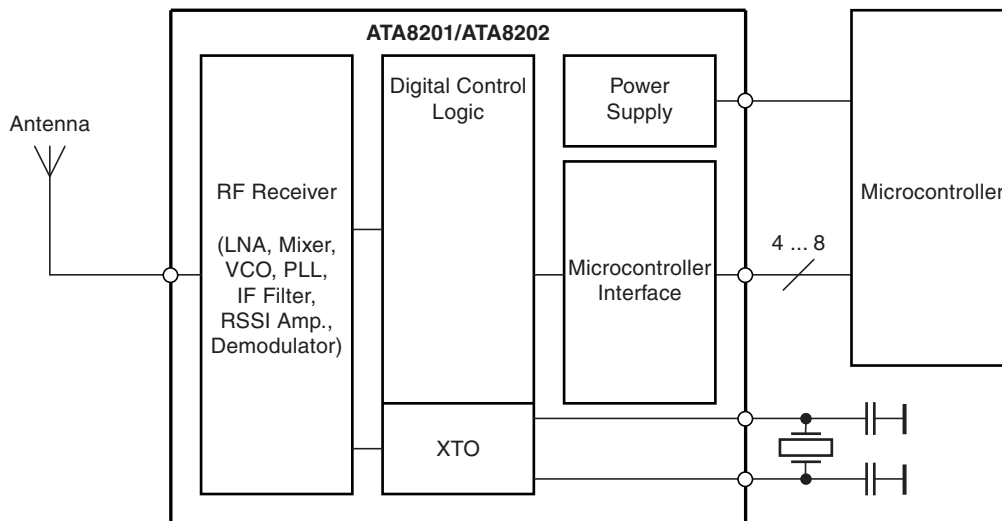 ATA8201/ATA8202
Antenna
RF Receiver
(LNA, Mixer,
VCO, PLL,
IF Filter,
RSSI Amp.,
Demodulator)
Digital Control
Logic
XTO
Power
Supply
Microcontroller
Interface
4 ... 8
Microcontroller